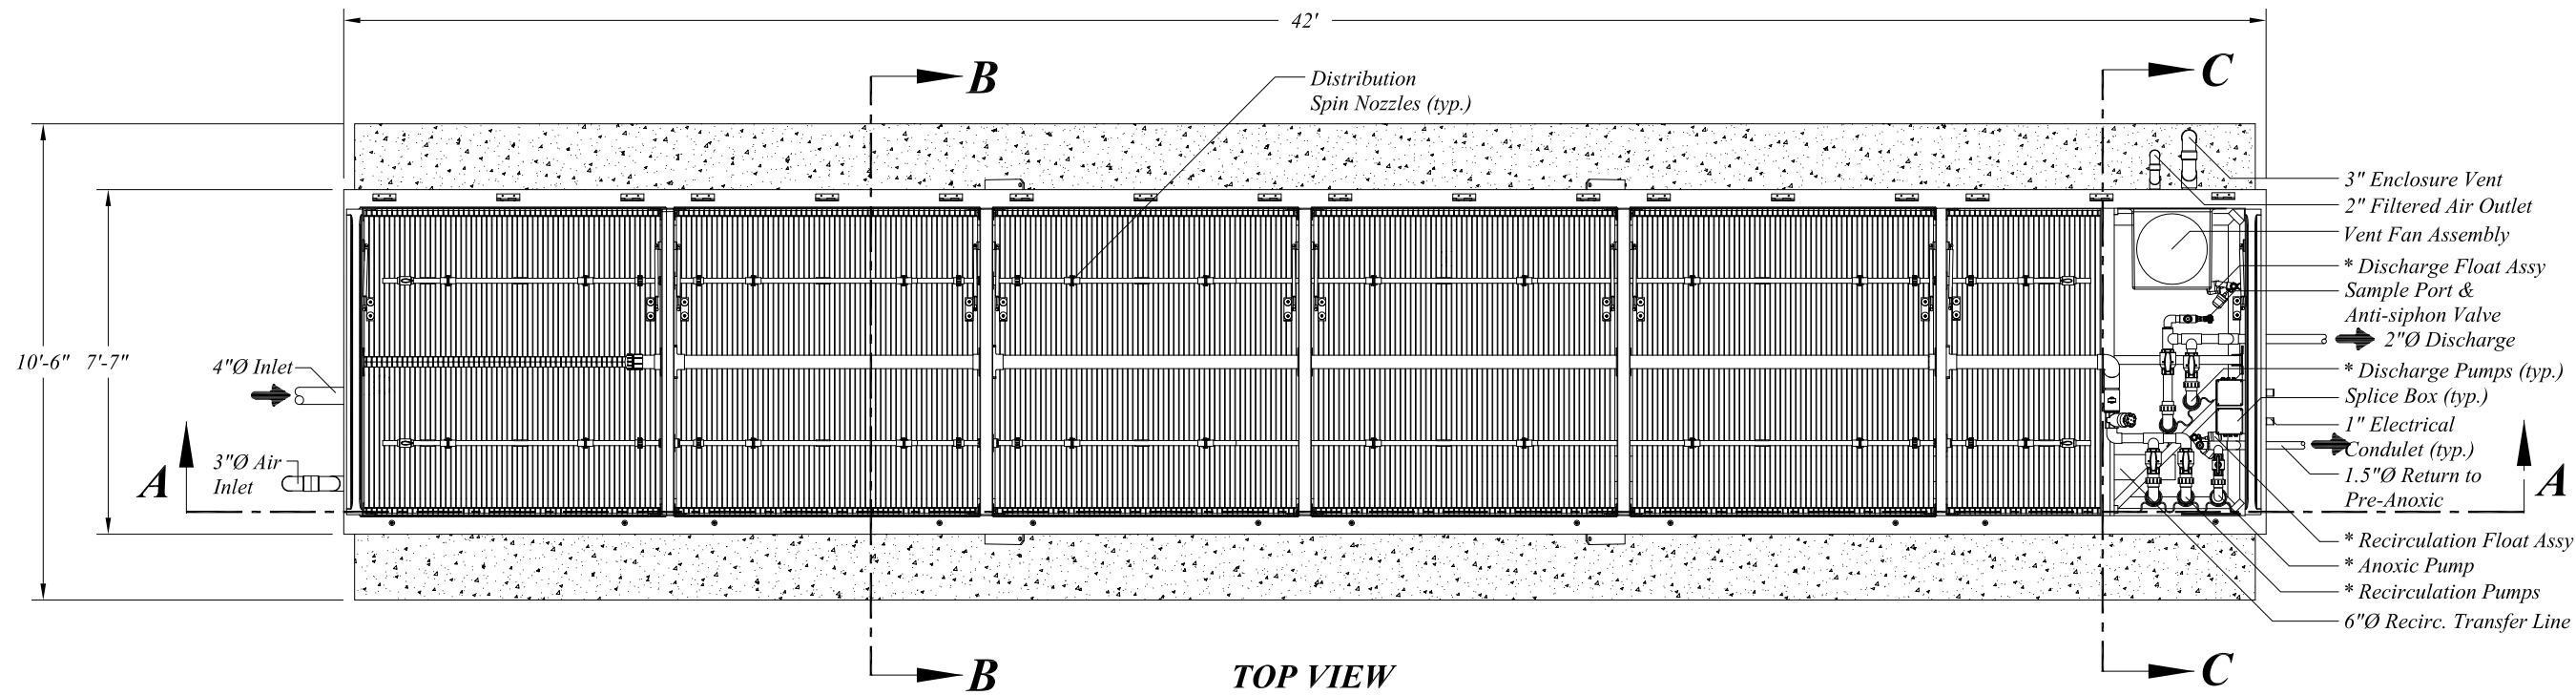 42'
B
C
Distribution
Spin Nozzles (typ.)
3" Enclosure Vent
2" Filtered Air Outlet
Vent Fan Assembly
* Discharge Float Assy
Sample Port &
Anti-siphon Valve
2"Ø Discharge
10'-6"
7'-7"
4"Ø Inlet
* Discharge Pumps (typ.)
Splice Box (typ.)
1" Electrical
Condulet (typ.)
3"Ø Air
Inlet
A
1.5"Ø Return to
Pre-Anoxic
A
* Recirculation Float Assy
* Anoxic Pump
* Recirculation Pumps
6"Ø Recirc. Transfer Line
B
TOP VIEW
C